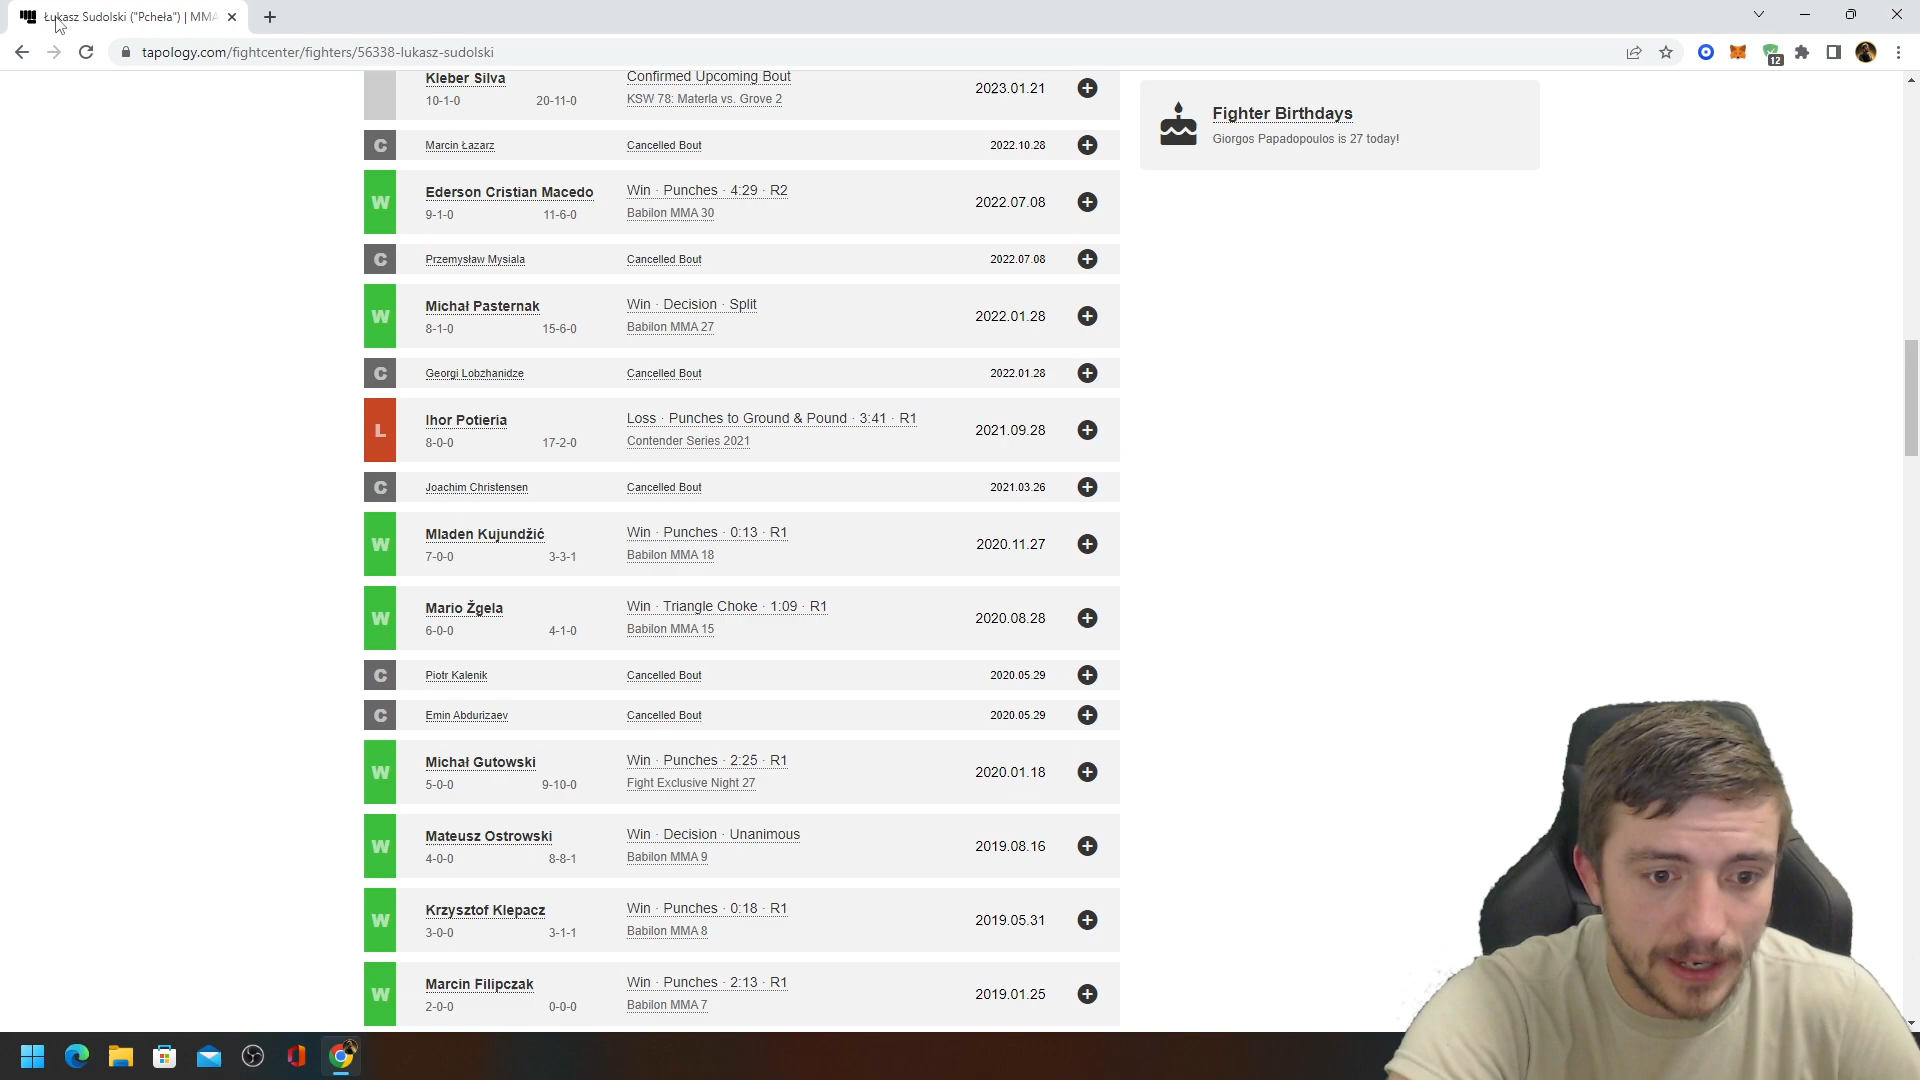 Łukasz Sudolski ("Pcheła") | MMA
tapology.com/fightcenter/fighters/56338-lukasz-sudolski
12
Kleber Silva Confirmed Upcoming Bout 2023.01.21
10-1-0 20-11-0 KSW 78: Materla vs. Grove 2
C Marcin Łazarz Cancelled Bout 2022.10.28
W Ederson Cristian Macedo Win · Punches · 4:29 · R2 2022.07.08
9-1-0 11-6-0 Babilon MMA 30
C Przemysław Mysiala Cancelled Bout 2022.07.08
W Michał Pasternak Win · Decision · Split 2022.01.28
8-1-0 15-6-0 Babilon MMA 27
C Georgi Lobzhanidze Cancelled Bout 2022.01.28
L Ihor Potieria Loss · Punches to Ground & Pound · 3:41 · R1 2021.09.28
8-0-0 17-2-0 Contender Series 2021
C Joachim Christensen Cancelled Bout 2021.03.26
W Mladen Kujundžić Win · Punches · 0:13 · R1 2020.11.27
7-0-0 3-3-1 Babilon MMA 18
W Mario Žgela Win · Triangle Choke · 1:09 · R1 2020.08.28
6-0-0 4-1-0 Babilon MMA 15
C Piotr Kalenik Cancelled Bout 2020.05.29
C Emin Abdurizaev Cancelled Bout 2020.05.29
W Michał Gutowski Win · Punches · 2:25 · R1 2020.01.18
5-0-0 9-10-0 Fight Exclusive Night 27
W Mateusz Ostrowski Win · Decision · Unanimous 2019.08.16
4-0-0 8-8-1 Babilon MMA 9
W Krzysztof Klepacz Win · Punches · 0:18 · R1 2019.05.31
3-0-0 3-1-1 Babilon MMA 8
W Marcin Filipczak Win · Punches · 2:13 · R1 2019.01.25
2-0-0 0-0-0 Babilon MMA 7
Fighter Birthdays
Giorgos Papadopoulos is 27 today!